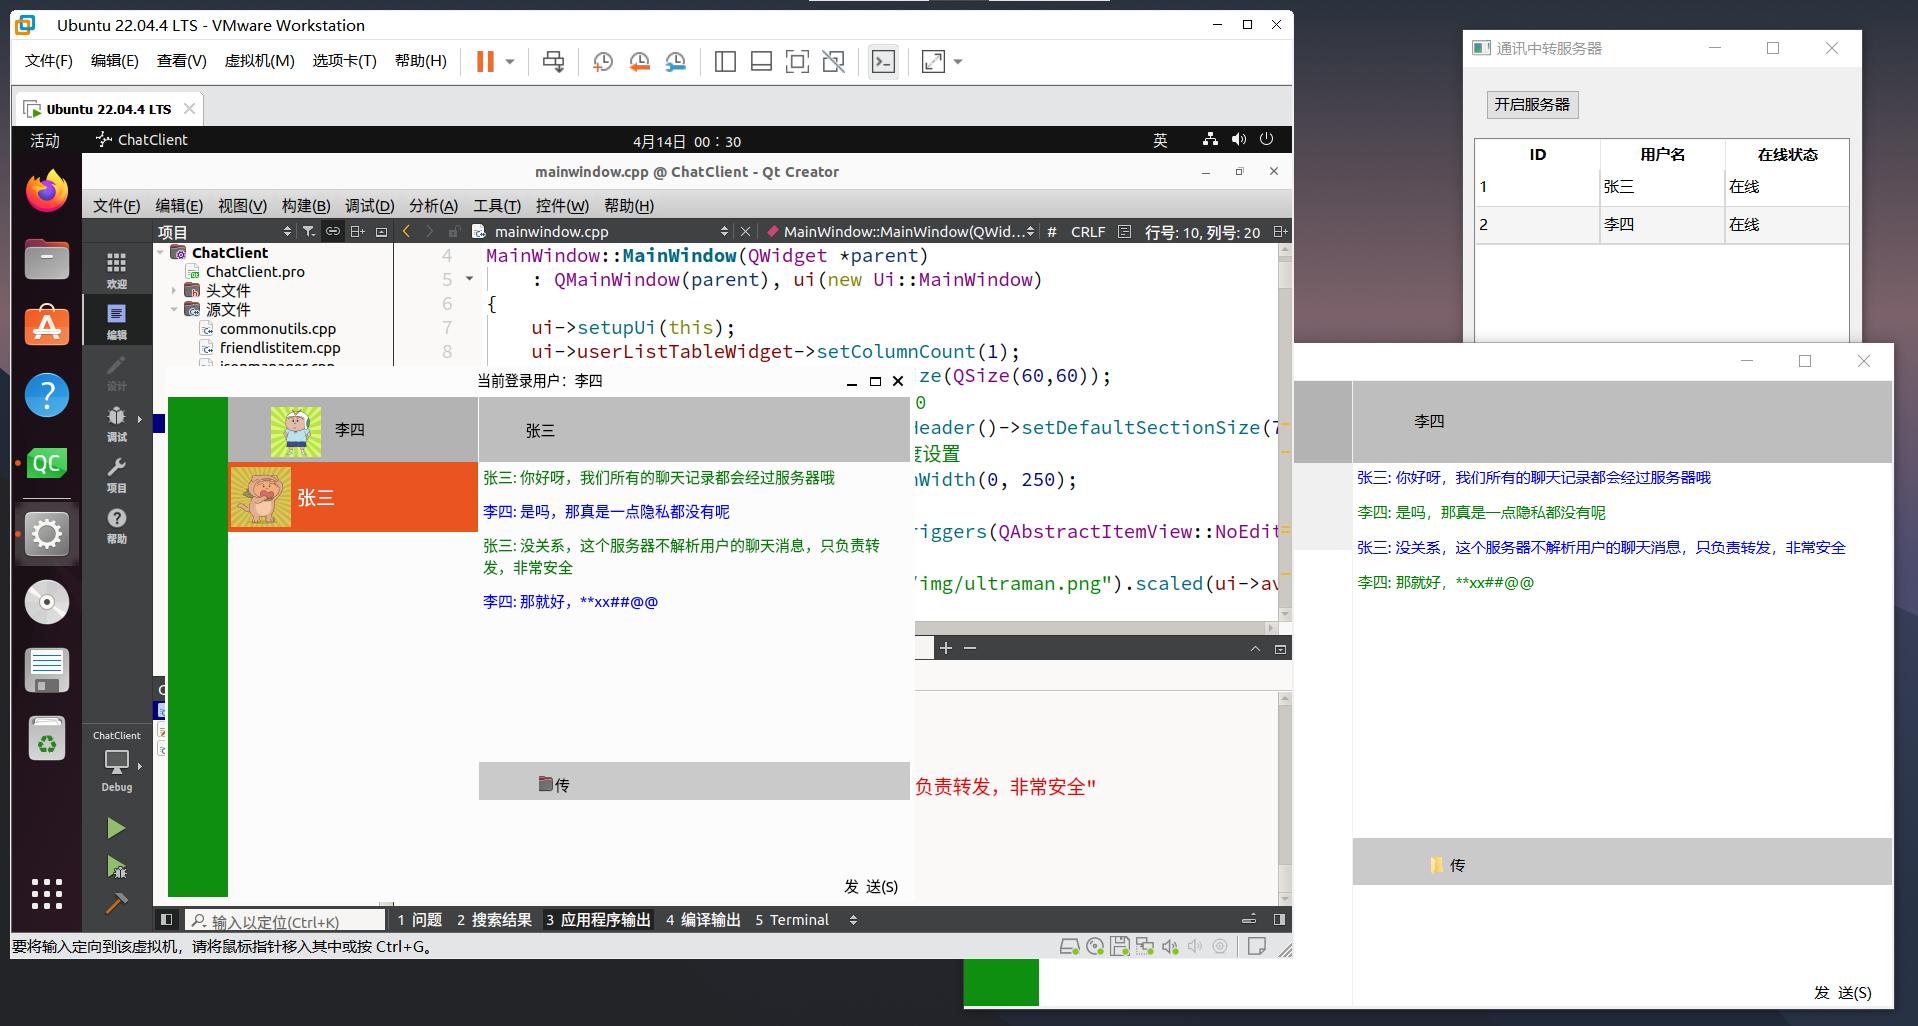 Ubuntu 22.04.4 LTS - VMware Workstation
文件(F) 编辑(E) 查看(V) 虚拟机(M) 选项卡(T) 帮助(H)
Ubuntu 22.04.4 LTS
活动 ChatClient 4月14日 00：30 英
mainwindow.cpp @ ChatClient - Qt Creator
文件(F) 编辑(E) 视图(V) 构建(B) 调试(D) 分析(A) 工具(T) 控件(W) 帮助(H)
项目 mainwindow.cpp MainWindow::MainWindow(QWid... # CRLF 行号: 10, 列号: 20
欢迎
编辑
设计
调试
项目
帮助
ChatClient
Debug
ChatClient
ChatClient.pro
头文件
源文件
commonutils.cpp
friendlistitem.cpp
jsonmanager.cpp
4 MainWindow::MainWindow(QWidget *parent)
5 : QMainWindow(parent), ui(new Ui::MainWindow)
6 {
7 ui->setupUi(this);
8 ui->userListTableWidget->setColumnCount(1);
ize(QSize(60,60));
0
Header()->setDefaultSectionSize(7
度设置
nWidth(0, 250);
riggers(QAbstractItemView::NoEdit
/img/ultraman.png").scaled(ui->av
当前登录用户：李四
李四
张三
张三
张三: 你好呀，我们所有的聊天记录都会经过服务器哦
李四: 是吗，那真是一点隐私都没有呢
张三: 没关系，这个服务器不解析用户的聊天消息，只负责转
发，非常安全
李四: 那就好，**xx##@@
传
发 送(S)
负责转发，非常安全"
输入以定位(Ctrl+K) 1 问题 2 搜索结果 3 应用程序输出 4 编译输出 5 Terminal
要将输入定向到该虚拟机，请将鼠标指针移入其中或按 Ctrl+G。
通讯中转服务器
开启服务器
ID 用户名 在线状态
1 张三 在线
2 李四 在线
李四
张三: 你好呀，我们所有的聊天记录都会经过服务器哦
李四: 是吗，那真是一点隐私都没有呢
张三: 没关系，这个服务器不解析用户的聊天消息，只负责转发，非常安全
李四: 那就好，**xx##@@
传
发 送(S)